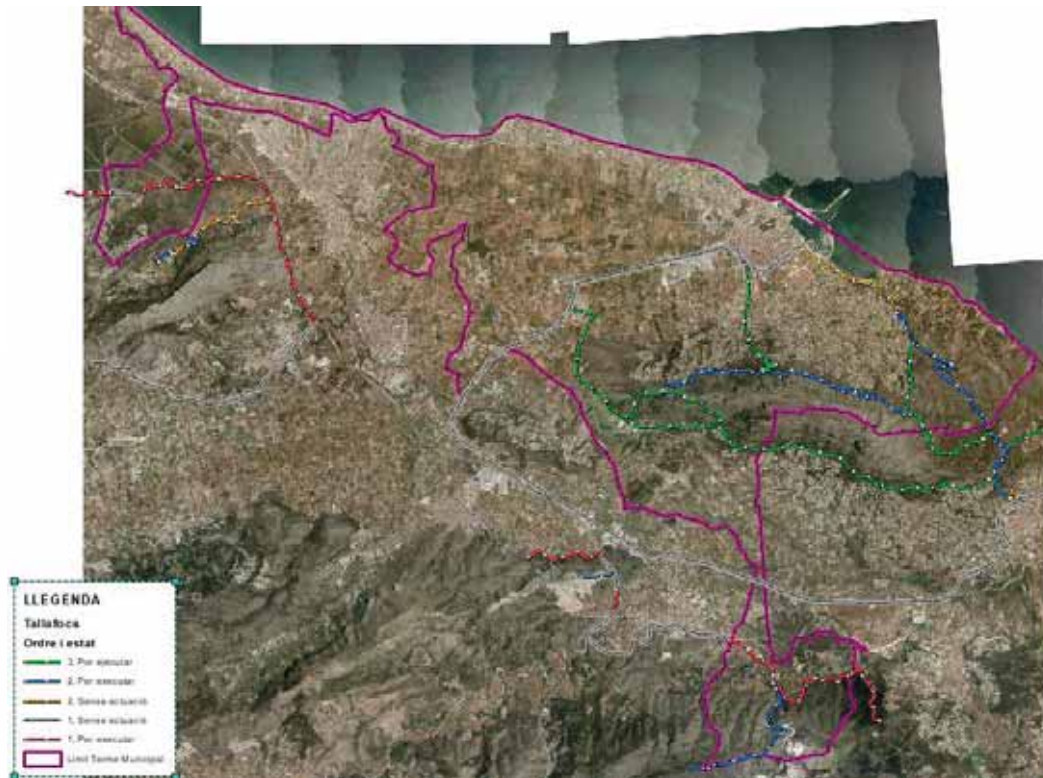 LLEGENDA
Tallafocs
Ordre i estat
3. Per executar
2. Per executar
2. Sense actuació
1. Sense actuació
1. Per executar
Límit Terme Municipal